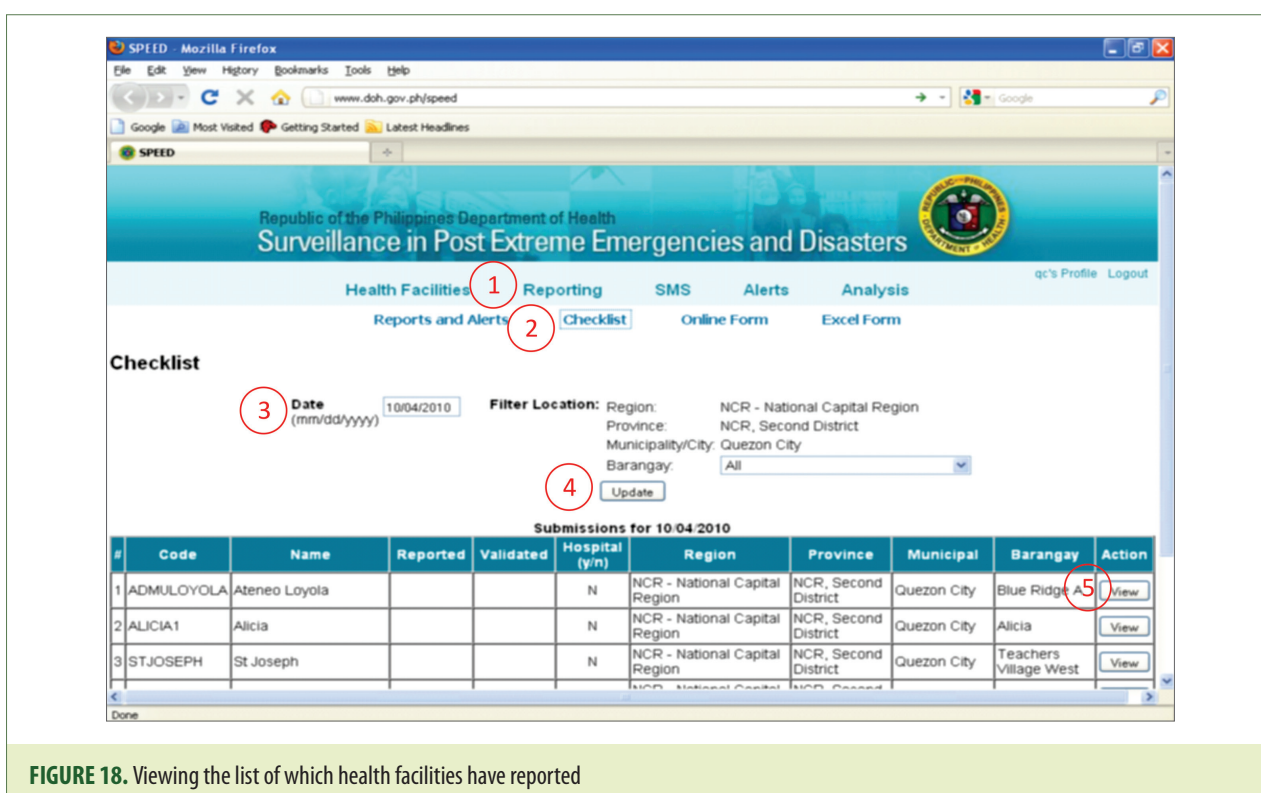 SPEED - Mozilla Firefox
File Edit View History Bookmarks Tools Help
www.doh.gov.ph/speed
Google
Google Most Visited Getting Started Latest Headlines
SPEED
Republic of the Philippines Department of Health
Surveillance in Post Extreme Emergencies and Disasters
qc's Profile Logout
Health Facilities 1 Reporting SMS Alerts Analysis
Reports and Alerts 2 Checklist Online Form Excel Form
Checklist
3 Date 10/04/2010 Filter Location: Region: NCR - National Capital Region
(mm/dd/yyyy)
Province: NCR, Second District
Municipality/City: Quezon City
Barangay: All
4 Update
Submissions for 10/04/2010
# Code Name Reported Validated Hospital (y/n) Region Province Municipal Barangay Action
1 ADMULOYOLA Ateneo Loyola N NCR - National Capital Region NCR, Second District Quezon City Blue Ridge A 5 View
2 ALICIA1 Alicia N NCR - National Capital Region NCR, Second District Quezon City Alicia View
3 STJOSEPH St Joseph N NCR - National Capital Region NCR, Second District Quezon City Teachers Village West View
Done
FIGURE 18. Viewing the list of which health facilities have reported